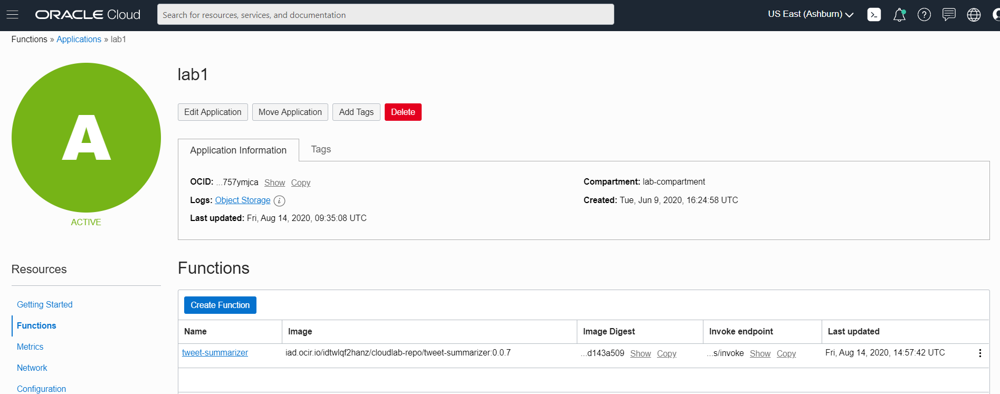 ORACLE Cloud
Search for resources, services, and documentation
US East (Ashburn)
Functions » Applications » lab1
A
ACTIVE
lab1
Edit Application
Move Application
Add Tags
Delete
Application Information
Tags
OCID: ...757ymjca Show Copy
Logs: Object Storage i
Last updated: Fri, Aug 14, 2020, 09:35:08 UTC
Compartment: lab-compartment
Created: Tue, Jun 9, 2020, 16:24:58 UTC
Resources
Getting Started
Functions
Metrics
Network
Configuration
Functions
Create Function
Name Image Image Digest Invoke endpoint Last updated
tweet-summarizer iad.ocir.io/idtwlqf2hanz/cloudlab-repo/tweet-summarizer:0.0.7 ...d143a509 Show Copy ...s/invoke Show Copy Fri, Aug 14, 2020, 14:57:42 UTC